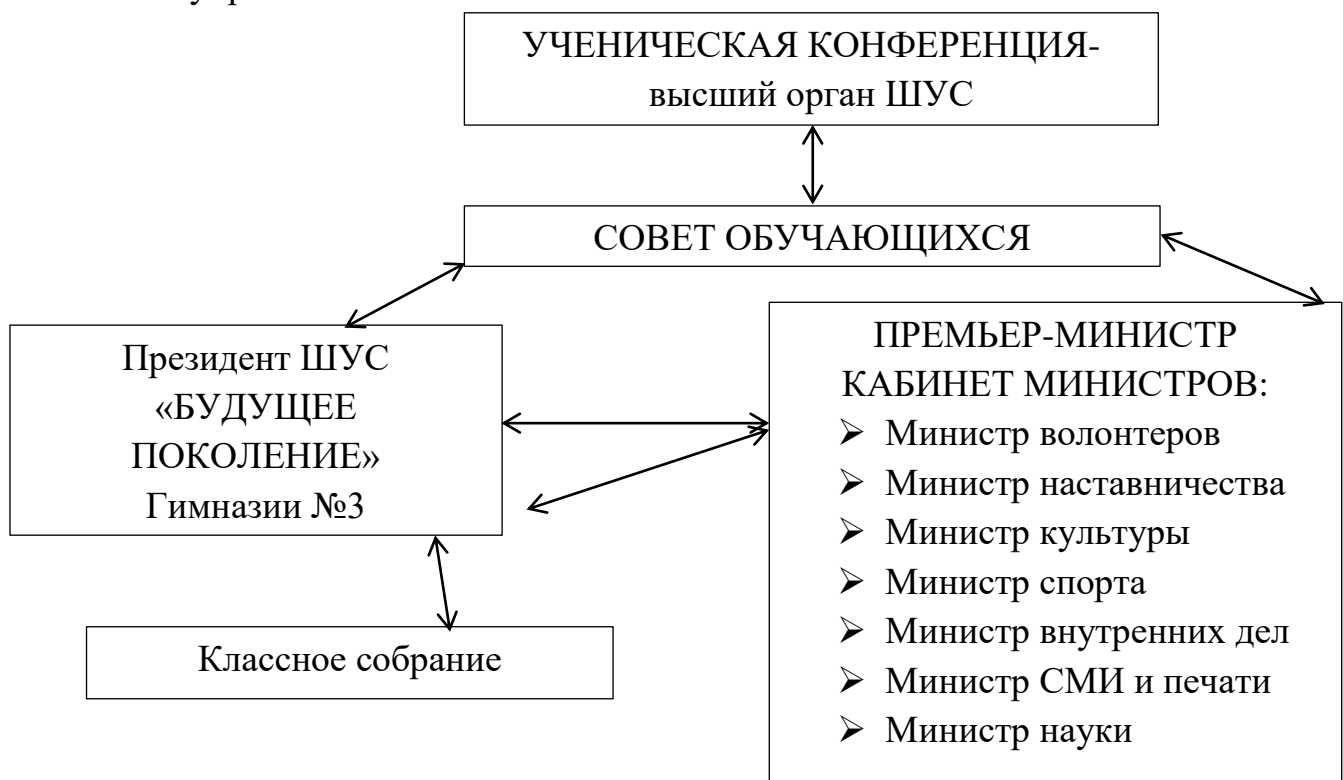 УЧЕНИЧЕСКАЯ КОНФЕРЕНЦИЯ-
высший орган ШУС
СОВЕТ ОБУЧАЮЩИХСЯ
Президент ШУС
«БУДУЩЕЕ
ПОКОЛЕНИЕ»
Гимназии №3
ПРЕМЬЕР-МИНИСТР
КАБИНЕТ МИНИСТРОВ:
➢ Министр волонтеров
➢ Министр наставничества
➢ Министр культуры
➢ Министр спорта
➢ Министр внутренних дел
➢ Министр СМИ и печати
➢ Министр науки
Классное собрание